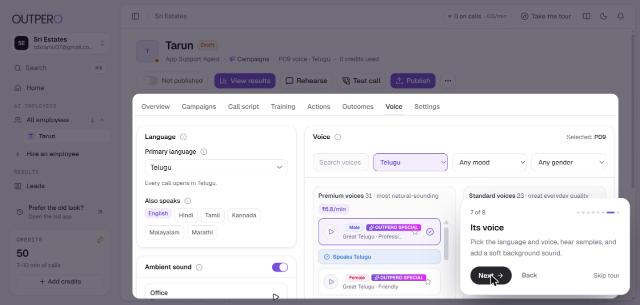 OUTPERO
Sri Estates
0 on calls · €0/min
Take the tour
SE
Sri Estates
Search
Home
AI EMPLOYEES
All employees
1
T
Tarun
Hire an employee
RESULTS
Leads
Prefer the old look?
Open the old app
CREDITS
50
7–10 min of calls
+ Add credits
T
Tarun
Draft
App Support Agent · Campaigns · P09 voice · Telugu · 0 credits used
Not published
View results
Rehearse
Test call
Publish
Overview
Campaigns
Call script
Training
Actions
Outcomes
Voice
Settings
Language
Primary language
Telugu
Every call opens in Telugu.
Also speaks
English
Hindi
Tamil
Kannada
Malayalam
Marathi
Ambient sound
Office
Voice
Selected: P09
Search voices
Telugu
Any mood
Any gender
Premium voices 31 · most natural-sounding
₹6.8/min
Male
OUTPERO SPECIAL
Great Telugu · Professi...
Speaks Telugu
Female
OUTPERO SPECIAL
Great Telugu · Friendly
Standard voices 23 · great everyday quality
7 of 8
Its voice
Pick the language and voice, hear samples, and
add a soft background sound.
Next
Back
Skip tour